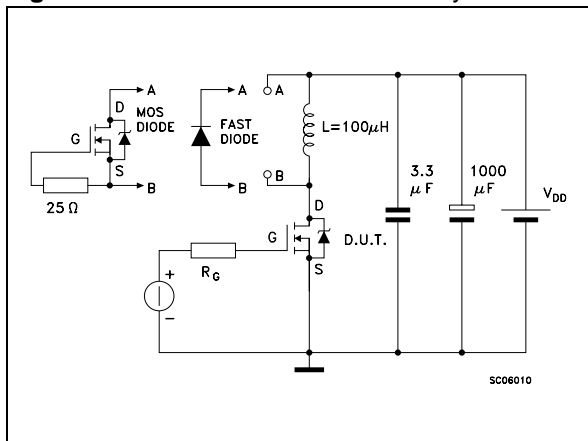 A
D
MOS
DIODE
G
S
B
25 Ω
A
FAST
DIODE
B
A
L=100μH
B
D
G
D.U.T.
S
RG
+
−
3.3
μF
1000
μF
VDD
SC06010